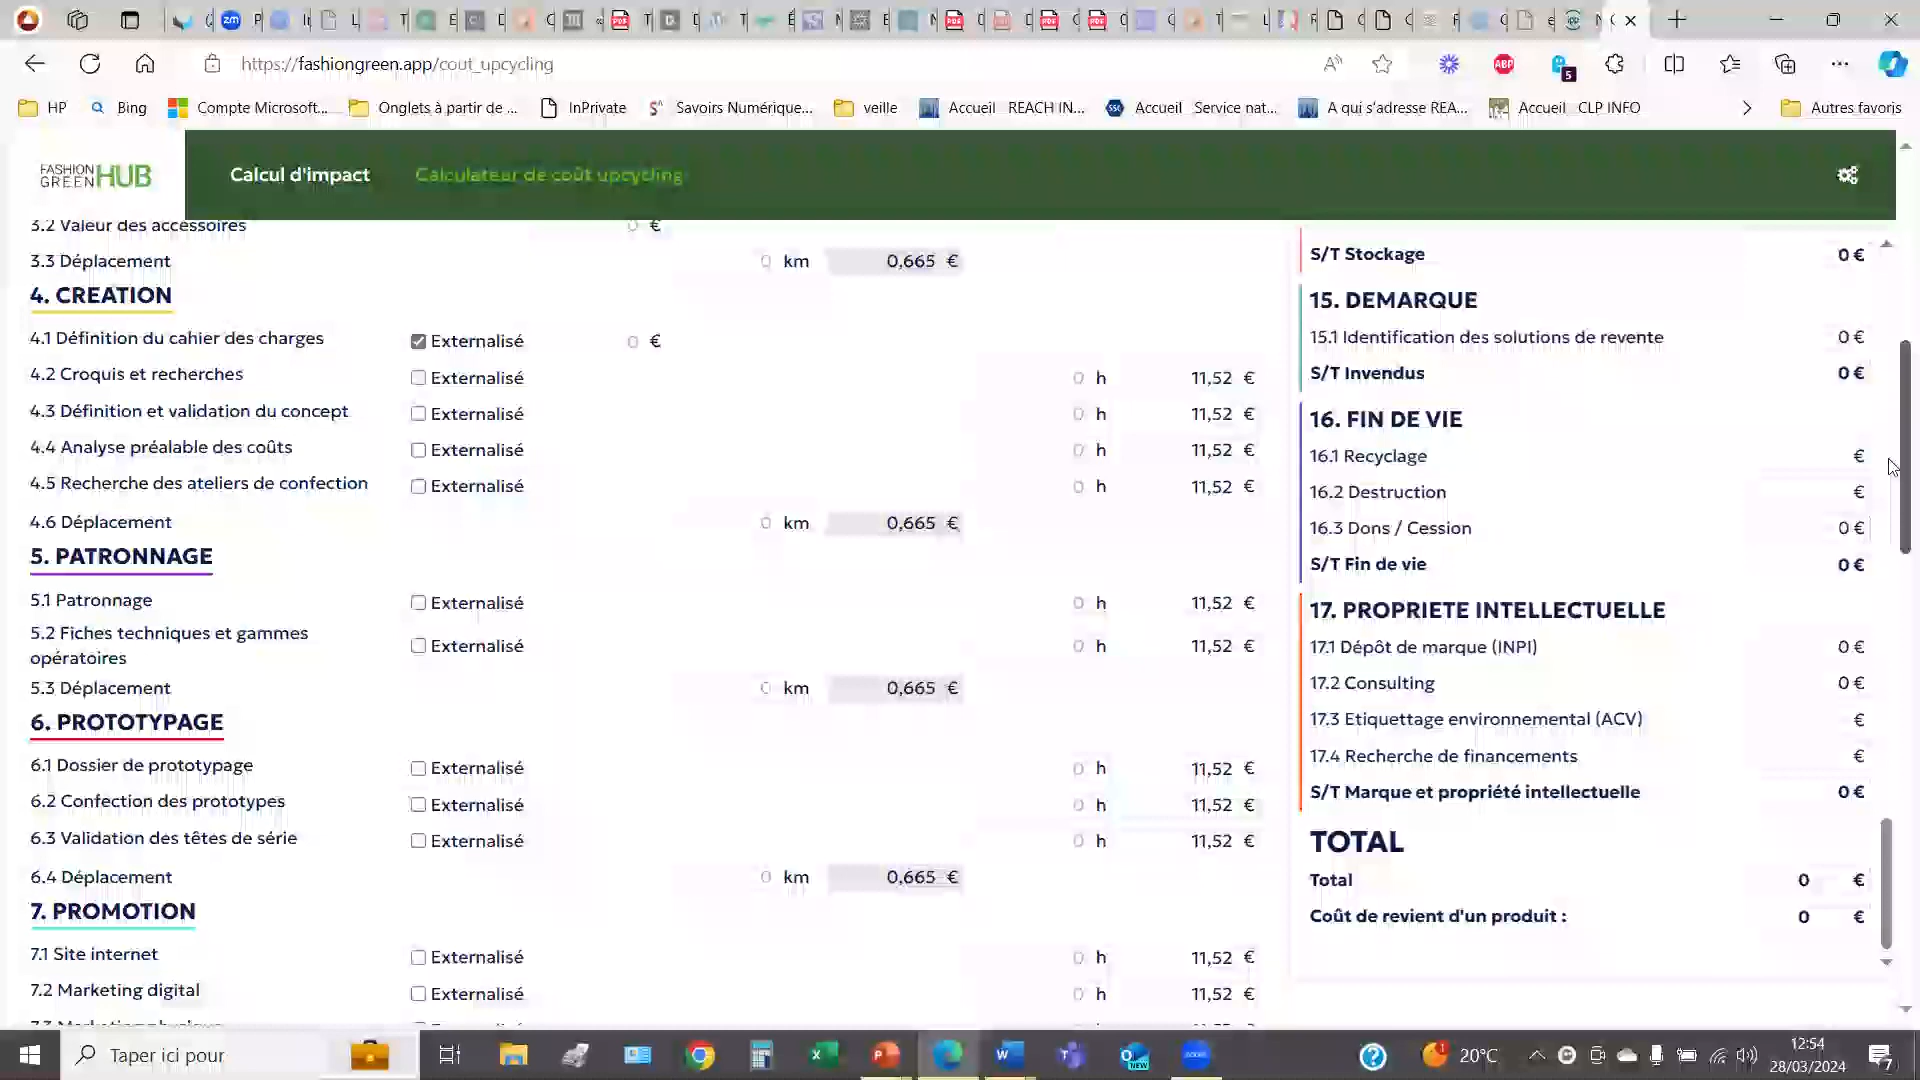 https://fashiongreen.app/cout_upcycling
ABP
5
HP
Bing
Compte Microsoft...
Onglets à partir de ...
InPrivate
Savoirs Numérique...
veille
Accueil REACH IN...
Accueil Service nat...
A qui s'adresse REA...
Accueil CLP INFO
Autres favoris
FASHION GREEN HUB
Calcul d'impact
Calculateur de coût upcycling
3.2 Valeur des accessoires 0 €
3.3 Déplacement 0 km 0,665 €
4. CREATION
4.1 Définition du cahier des charges Externalisé 0 €
4.2 Croquis et recherches Externalisé 0 h 11,52 €
4.3 Définition et validation du concept Externalisé 0 h 11,52 €
4.4 Analyse préalable des coûts Externalisé 0 h 11,52 €
4.5 Recherche des ateliers de confection Externalisé 0 h 11,52 €
4.6 Déplacement 0 km 0,665 €
5. PATRONNAGE
5.1 Patronnage Externalisé 0 h 11,52 €
5.2 Fiches techniques et gammes
opératoires Externalisé 0 h 11,52 €
5.3 Déplacement 0 km 0,665 €
6. PROTOTYPAGE
6.1 Dossier de prototypage Externalisé 0 h 11,52 €
6.2 Confection des prototypes Externalisé 0 h 11,52 €
6.3 Validation des têtes de série Externalisé 0 h 11,52 €
6.4 Déplacement 0 km 0,665 €
7. PROMOTION
7.1 Site internet Externalisé 0 h 11,52 €
7.2 Marketing digital Externalisé 0 h 11,52 €
S/T Stockage 0 €
15. DEMARQUE
15.1 Identification des solutions de revente 0 €
S/T Invendus 0 €
16. FIN DE VIE
16.1 Recyclage €
16.2 Destruction €
16.3 Dons / Cession 0 €
S/T Fin de vie 0 €
17. PROPRIETE INTELLECTUELLE
17.1 Dépôt de marque (INPI) 0 €
17.2 Consulting 0 €
17.3 Etiquettage environnemental (ACV) €
17.4 Recherche de financements €
S/T Marque et propriété intellectuelle 0 €
TOTAL
Total 0 €
Coût de revient d'un produit : 0 €
Taper ici pour
20°C
12:54
28/03/2024
7